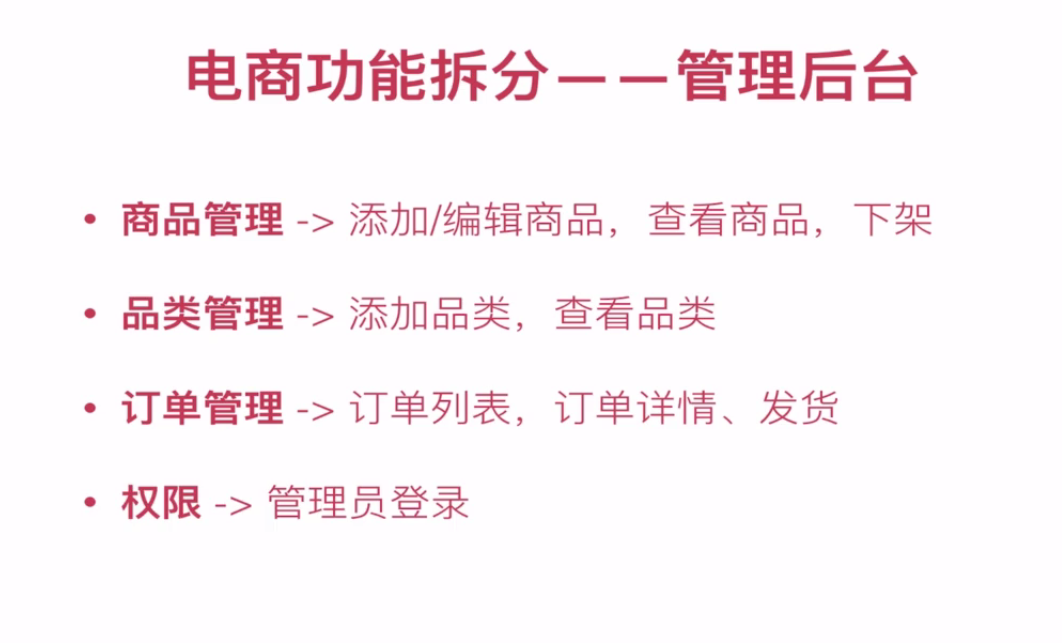 电商功能拆分——管理后台
• 商品管理 -> 添加/编辑商品，查看商品，下架
• 品类管理 -> 添加品类，查看品类
• 订单管理 -> 订单列表，订单详情、发货
• 权限 -> 管理员登录